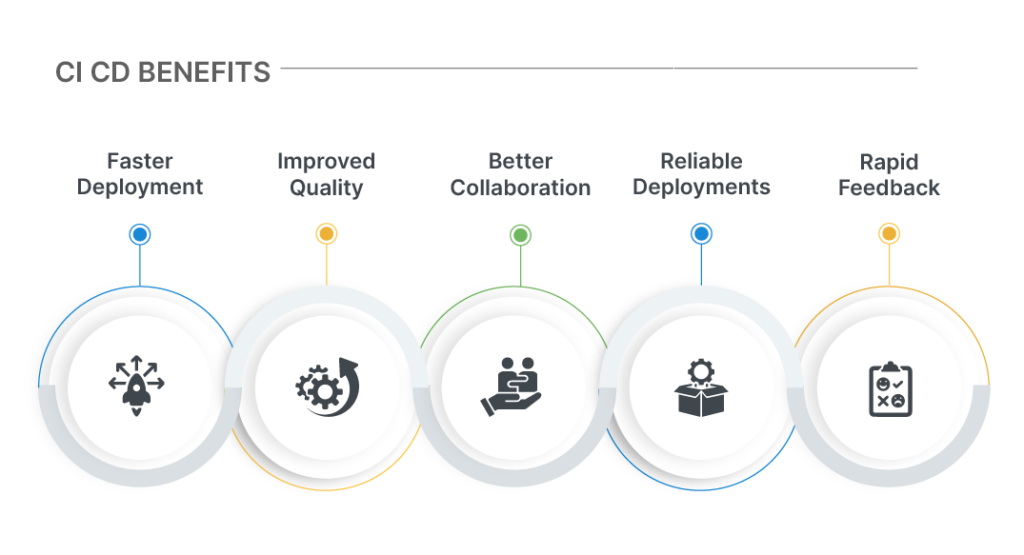 CI CD BENEFITS
Faster
Deployment
Improved
Quality
Better
Collaboration
Reliable
Deployments
Rapid
Feedback